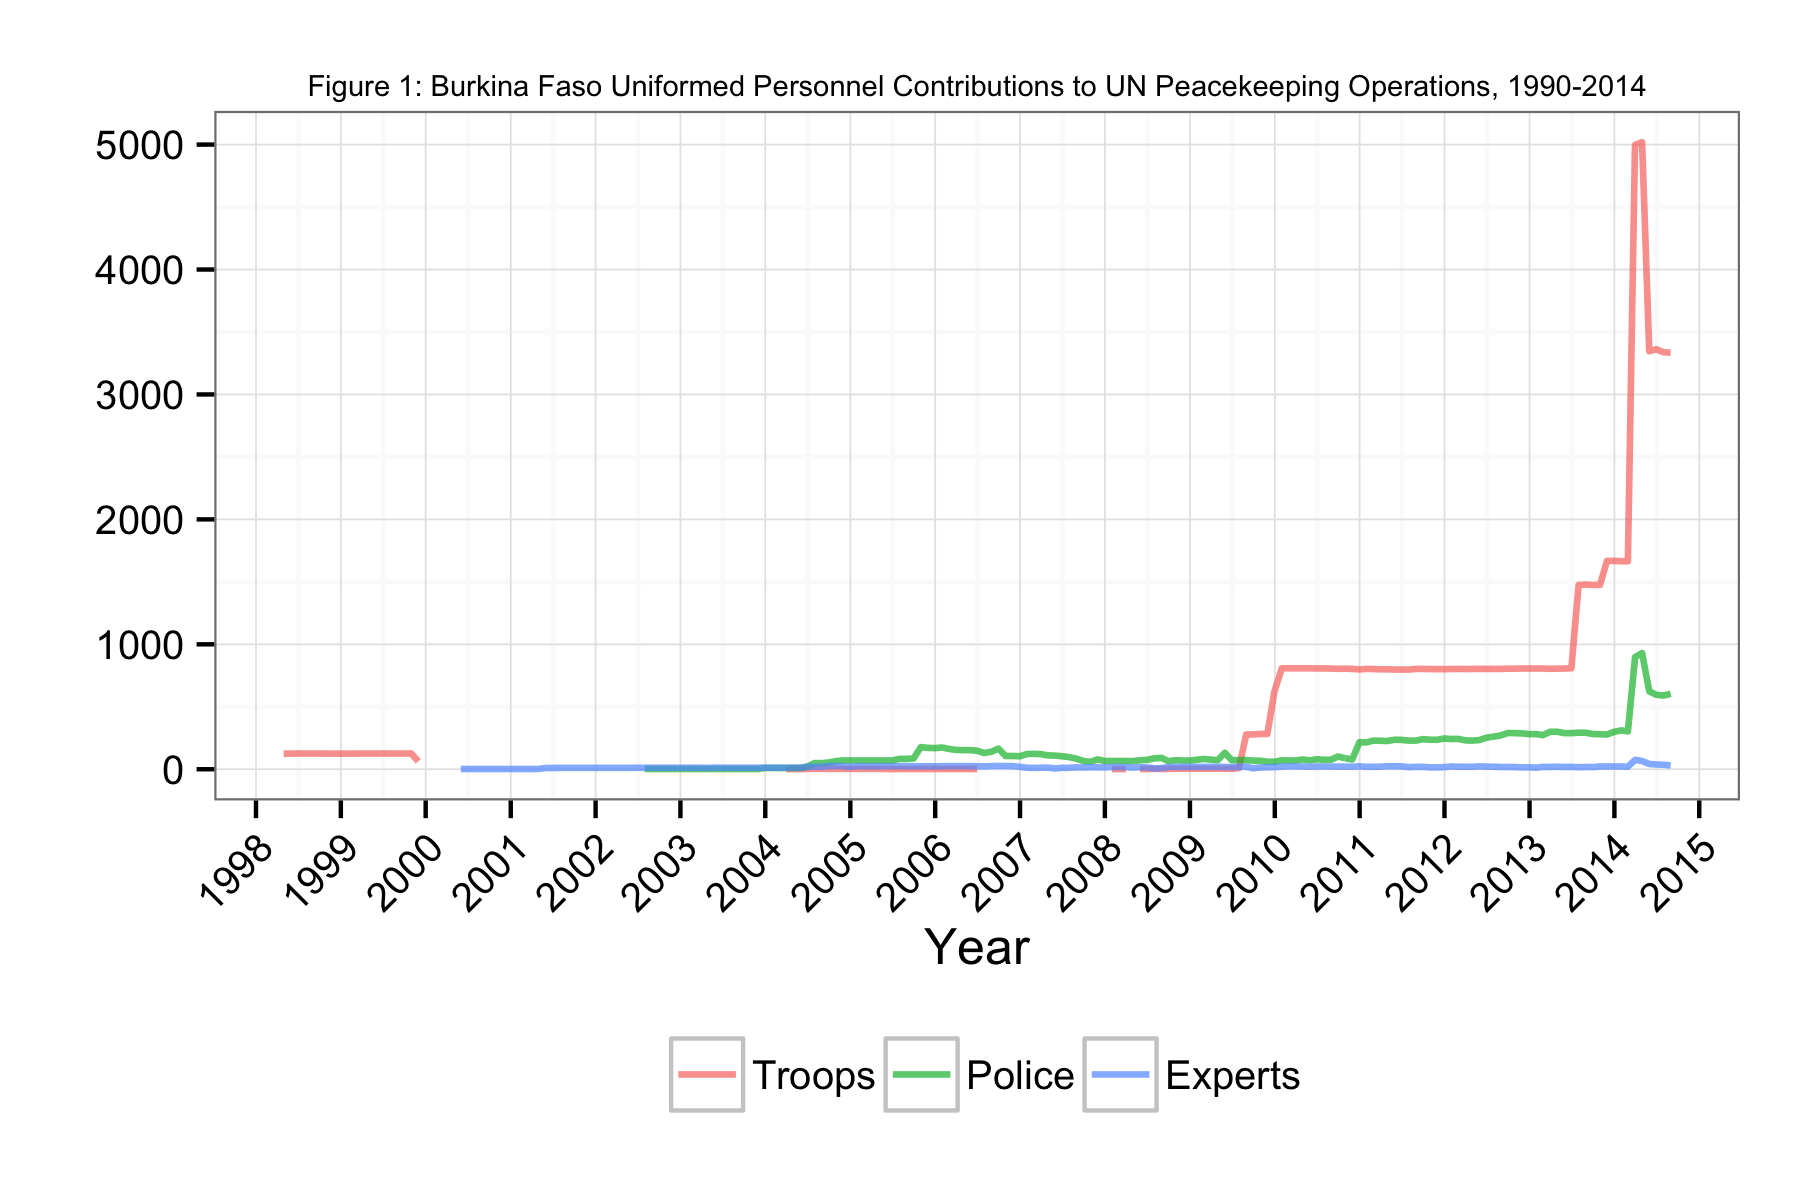 Figure 1: Burkina Faso Uniformed Personnel Contributions to UN Peacekeeping Operations, 1990-2014
5000
4000
3000
2000
1000
0
1998 1999 2000 2001 2002 2003 2004 2005 2006 2007 2008 2009 2010 2011 2012 2013 2014 2015
Year
Troops Police Experts